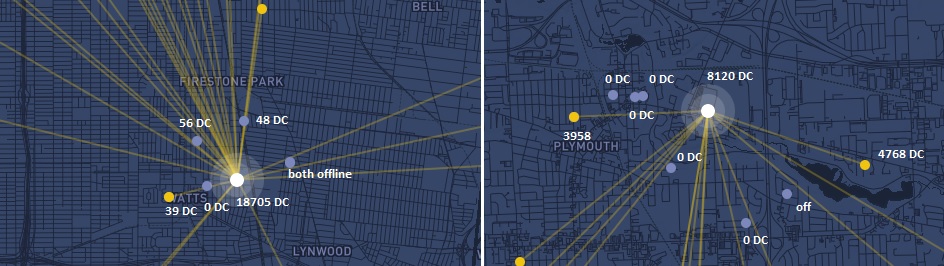 BELL
FIRESTONE PARK
56 DC
48 DC
both offline
WATTS
39 DC
0 DC
18705 DC
LYNWOOD
0 DC
0 DC
8120 DC
0 DC
3958
PLYMOUTH
0 DC
4768 DC
off
0 DC